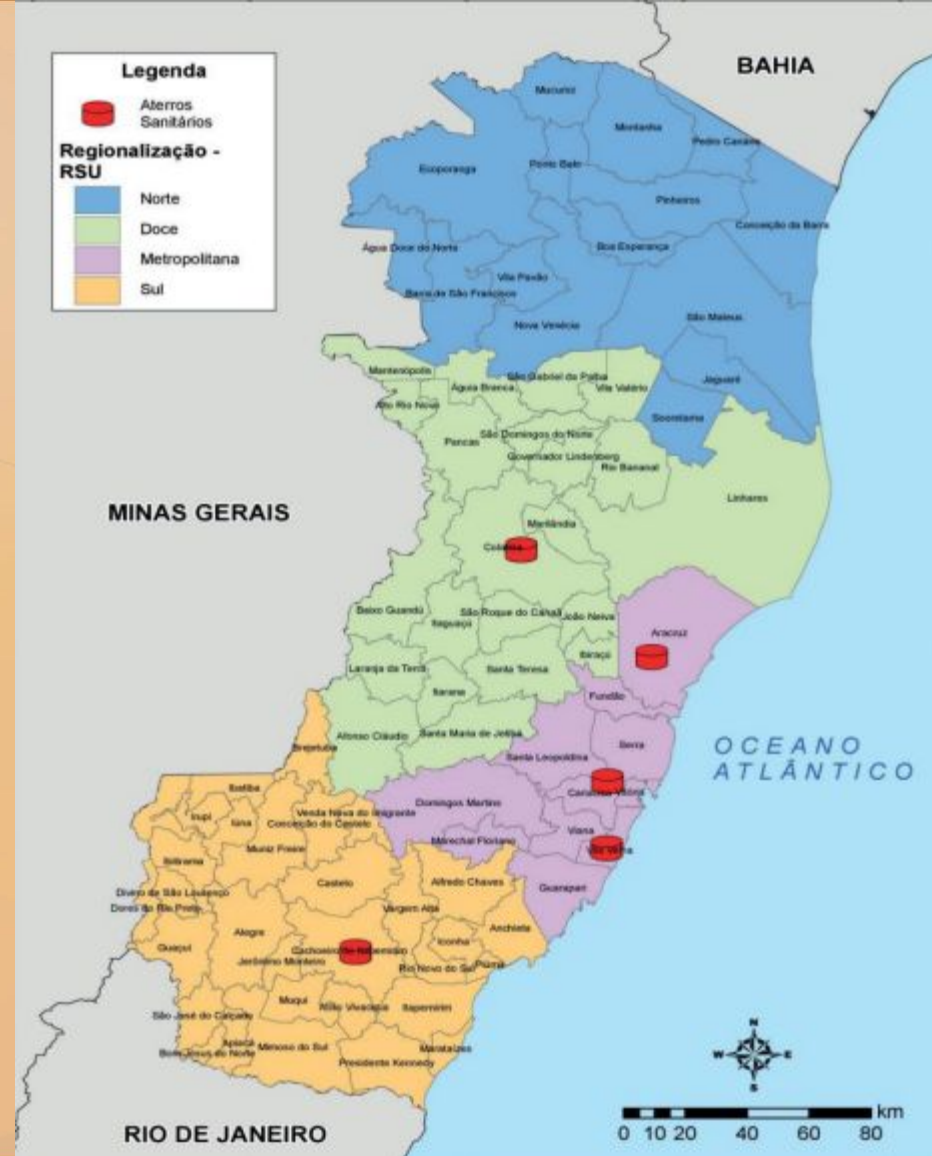 Legenda
Aterros
Sanitários
Regionalização -
RSU
Norte
Doce
Metropolitana
Sul
BAHIA
MINAS GERAIS
OCEANO
ATLÂNTICO
RIO DE JANEIRO
Mucurici
Montanha
Pedro Canário
Ecoporanga
Ponto Belo
Pinheiros
Conceição da Barra
Água Doce do Norte
Boa Esperança
Vila Pavão
Barra de São Francisco
Nova Venécia
São Mateus
Jaguaré
Sooretama
Mantenópolis
Águia Branca
São Gabriel da Palha
Vila Valério
Alto Rio Novo
Pancas
São Domingos do Norte
Governador Lindenberg
Rio Bananal
Linhares
Marilândia
Baixo Guandú
Itaguaçu
São Roque do Canaã
João Neiva
Aracruz
Ibiraçu
Laranja da Terra
Santa Teresa
Itarana
Fundão
Afonso Cláudio
Santa Maria de Jetibá
Serra
Santa Leopoldina
Brejetuba
Ibatiba
Domingos Martins
Irupi
Iúna
Venda Nova do Imigrante
Conceição do Castelo
Viana
Marechal Floriano
Muniz Freire
Ibitirama
Castelo
Alfredo Chaves
Guarapari
Divino de São Lourenço
Dores do Rio Preto
Vargem Alta
Anchieta
Alegre
Iconha
Guaçuí
Jerônimo Monteiro
Rio Novo do Sul
Piúma
Muqui
Atílio Vivacqua
Itapemirim
São José do Calçado
Apiacá
Bom Jesus do Norte
Mimoso do Sul
Marataízes
Presidente Kennedy
N
W
E
S
km
0 10 20 40 60 80